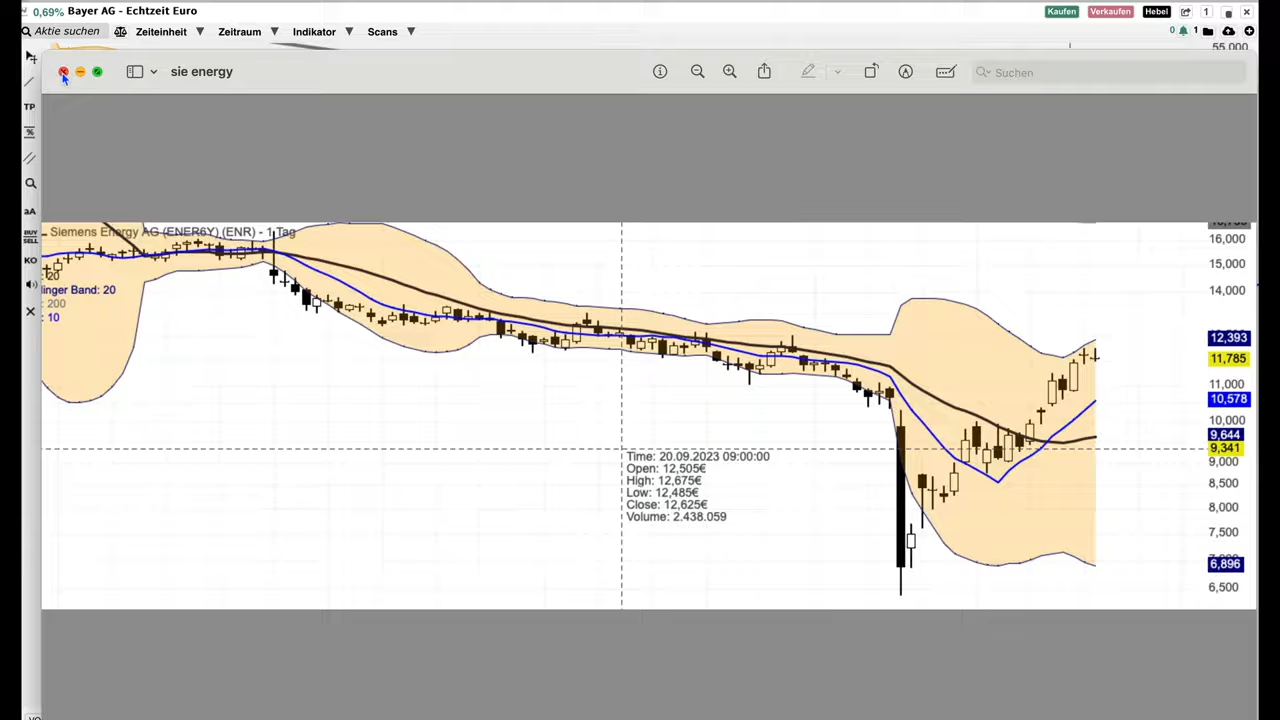 0,69% Bayer AG - Echtzeit Euro
Kaufen Verkaufen Hebel 1
Aktie suchen Zeiteinheit Zeitraum Indikator Scans
0 1
55,000
sie energy
Suchen
TP
%
aA
BUY
SELL
KO
Siemens Energy AG (ENER6Y) (ENR) - 1 Tag
: 20
linger Band: 20
: 200
: 10
16,000
15,000
14,000
12,393
11,785
11,000
10,578
10,000
9,644
9,341
9,000
8,500
8,000
7,500
6,896
6,500
Time: 20.09.2023 09:00:00
Open: 12,505€
High: 12,675€
Low: 12,485€
Close: 12,625€
Volume: 2.438.059